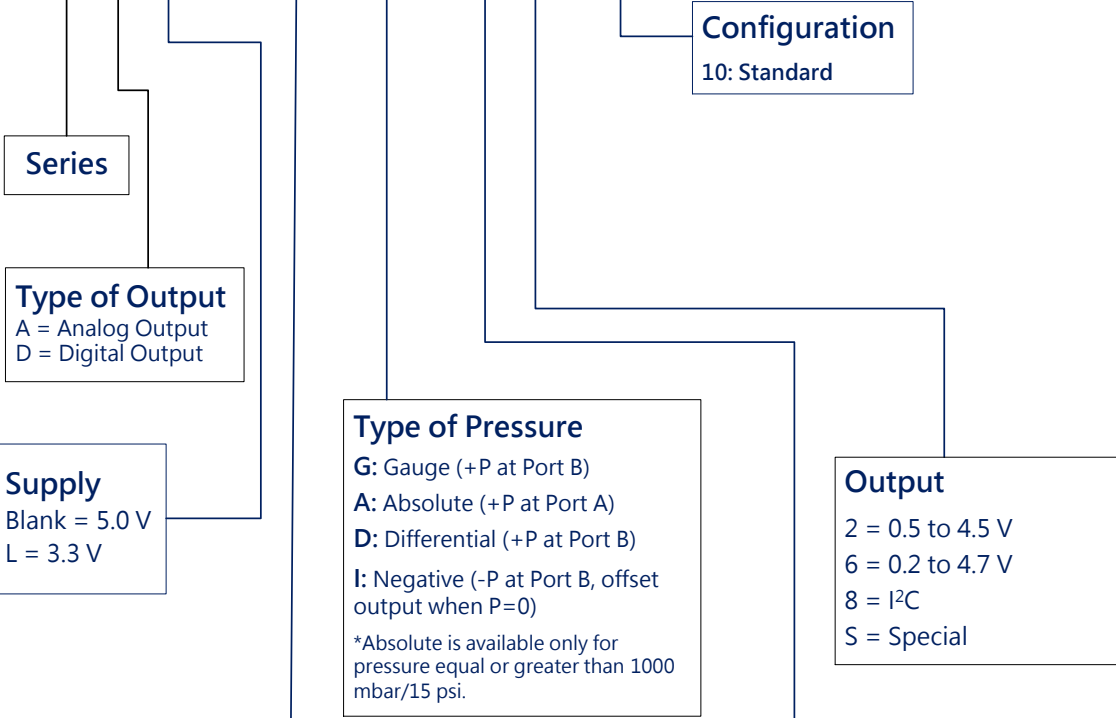 Configuration
10: Standard
Series
Type of Output
A = Analog Output
D = Digital Output
Supply
Blank = 5.0 V
L = 3.3 V
Type of Pressure
G: Gauge (+P at Port B)
A: Absolute (+P at Port A)
D: Differential (+P at Port B)
I: Negative (-P at Port B, offset
output when P=0)
*Absolute is available only for
pressure equal or greater than 1000
mbar/15 psi.
Output
2 = 0.5 to 4.5 V
6 = 0.2 to 4.7 V
8 = I²C
S = Special